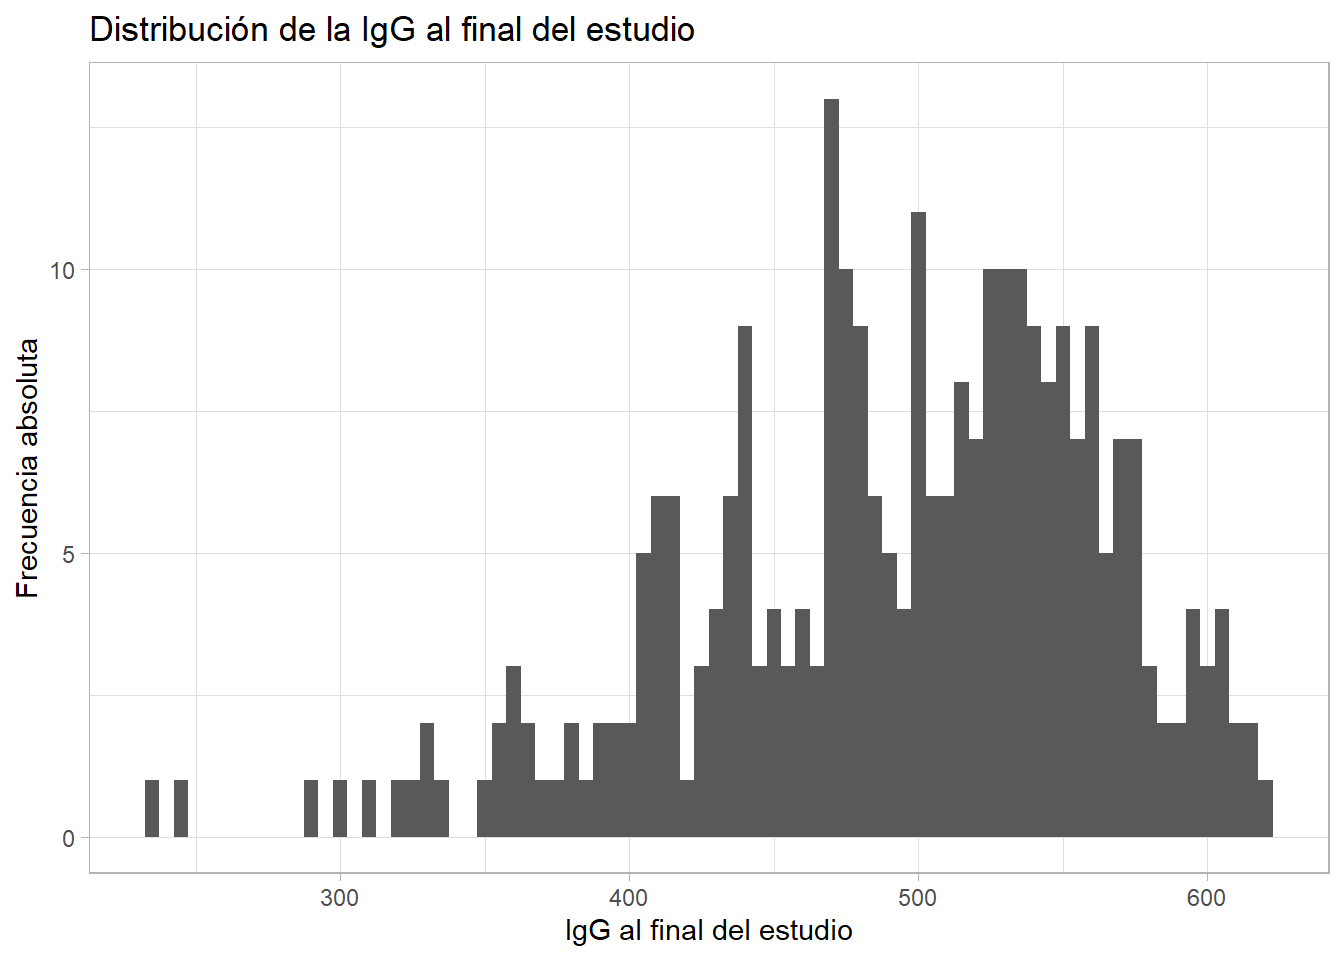 Distribución de la IgG al final del estudio
Frecuencia absoluta
10
5
0
300 400 500 600
IgG al final del estudio